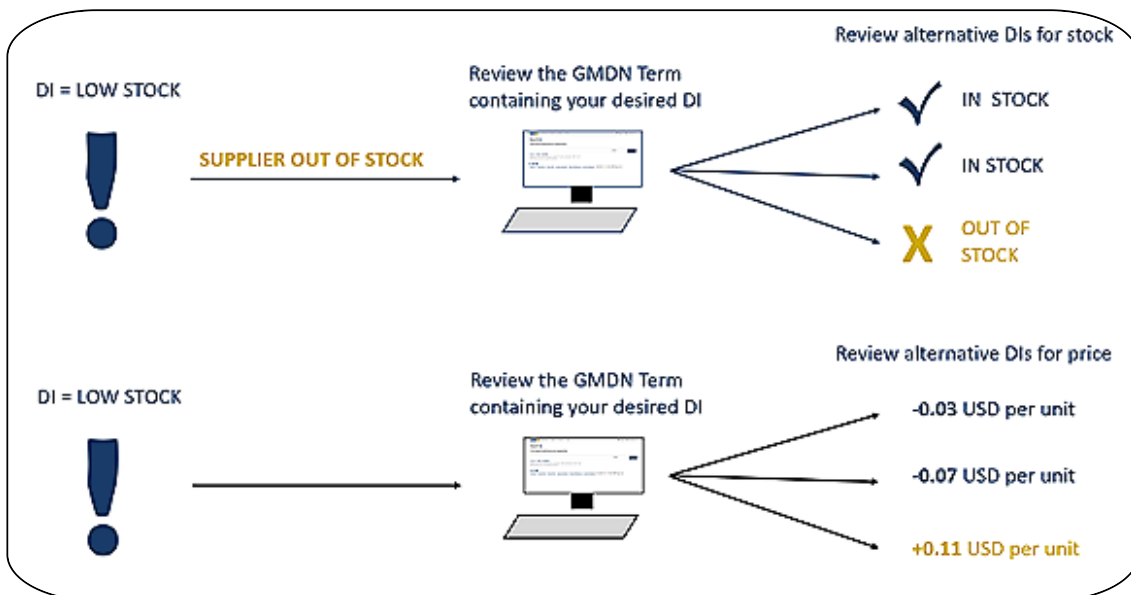 Review alternative DIs for stock
DI = LOW STOCK
Review the GMDN Term
containing your desired DI
SUPPLIER OUT OF STOCK
IN STOCK
IN STOCK
X
OUT OF
STOCK
Review alternative DIs for price
DI = LOW STOCK
Review the GMDN Term
containing your desired DI
-0.03 USD per unit
-0.07 USD per unit
+0.11 USD per unit